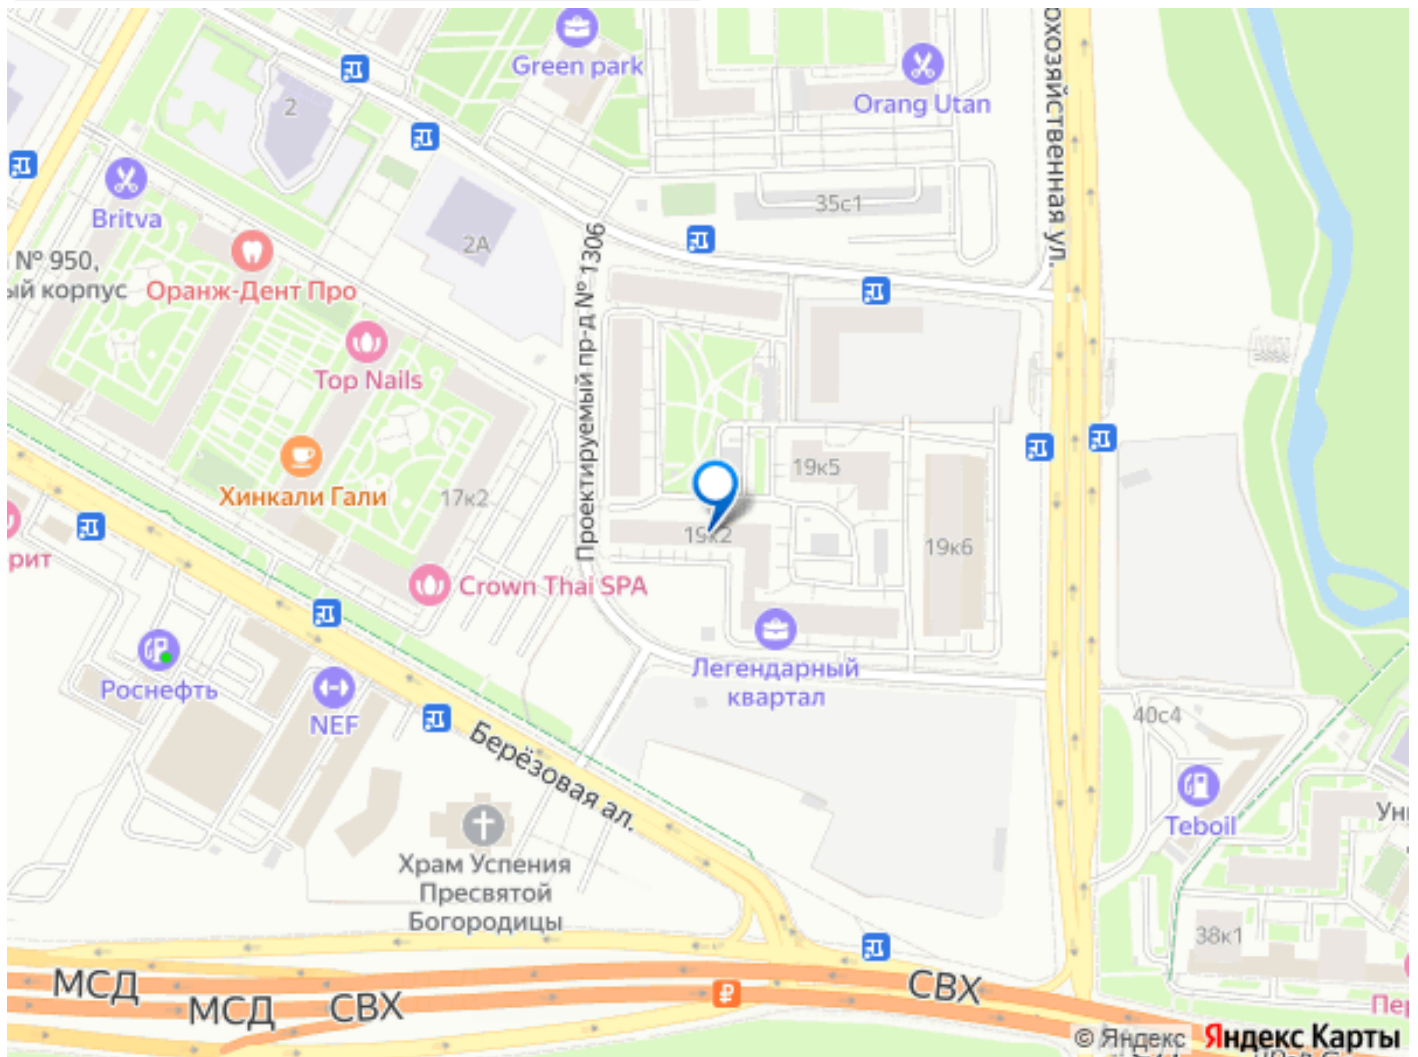 Green park
Orang Utan
охозяйственная ул.
2
Britva
35с1
2А
№ 950,
ый корпус
Оранж-Дент Про
Проектируемый пр-д № 1306
Top Nails
Хинкали Гали
17к2
19к5
19к2
19к6
рит
Crown Thai SPA
Легендарный
квартал
Роснефть
NEF
Берёзовая ал.
40с4
Teboil
Храм Успения
Пресвятой
Богородицы
38к1
МСД
МСД
СВХ
СВХ
© Яндекс Яндекс Карты